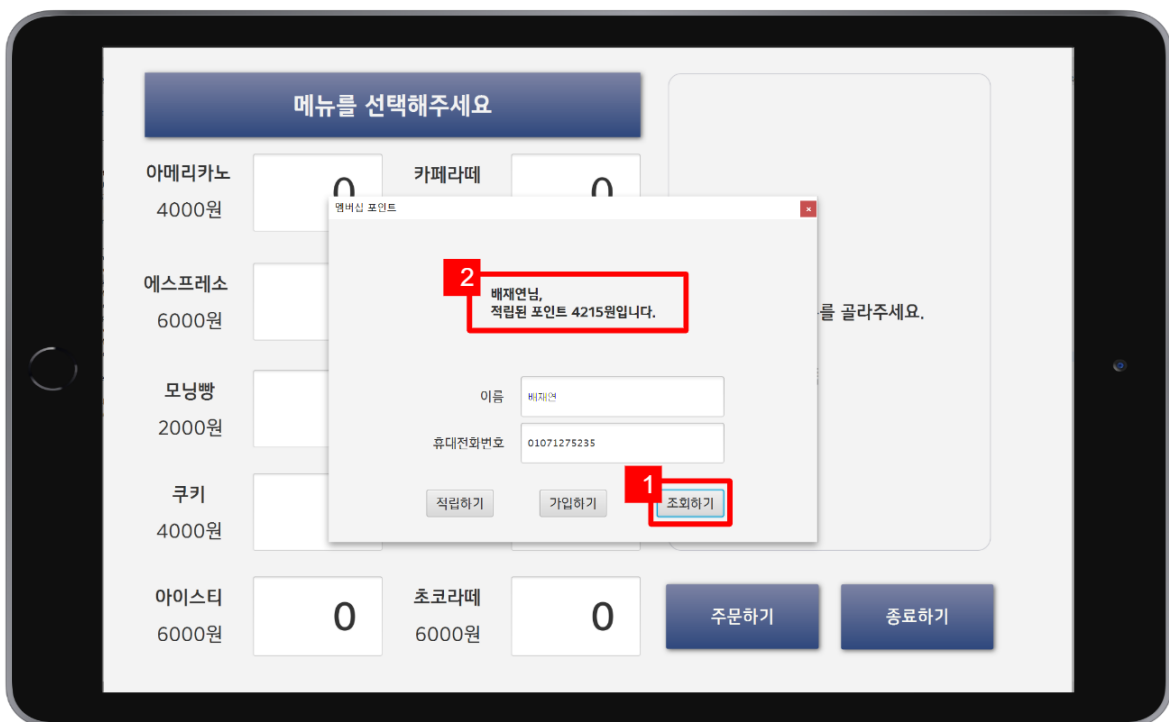 메뉴를 선택해주세요
아메리카노
4000원
0
카페라떼
0
에스프레소
6000원
모닝빵
2000원
쿠키
4000원
아이스티
6000원
0
초코라떼
6000원
0
를 골라주세요.
주문하기
종료하기
멤버십 포인트
x
2
배재연님,
적립된 포인트 4215원입니다.
이름
배재연
휴대전화번호
01071275235
적립하기
가입하기
1
조회하기